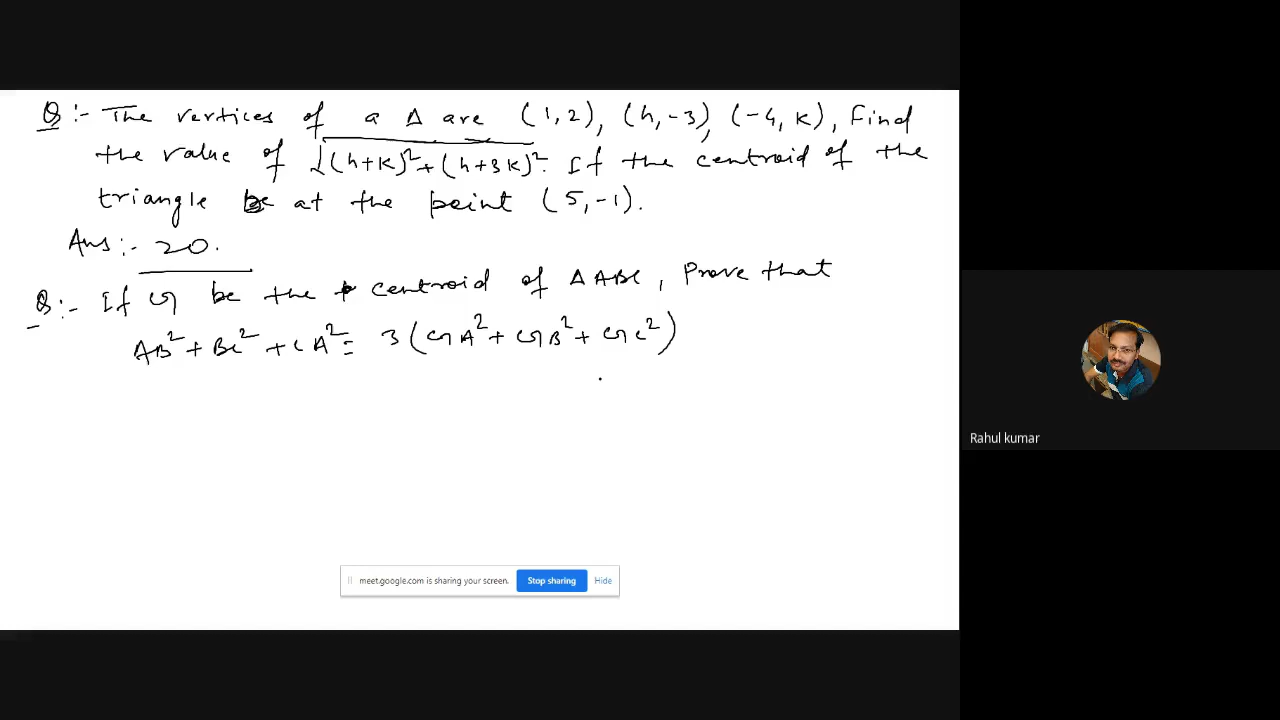 Q:- The vertices of a Δ are (1,2), (h,-3), (-4, K), Find
the value of √(h+K)²+(h+3K)². If the centroid of the
triangle be at the point (5,-1).
Ans:- 20.
Q:- If G be the centroid of Δ ABC, Prove that
AB²+BC²+CA²= 3(GA²+GB²+GC²)
Rahul kumar
meet.google.com is sharing your screen. Stop sharing Hide